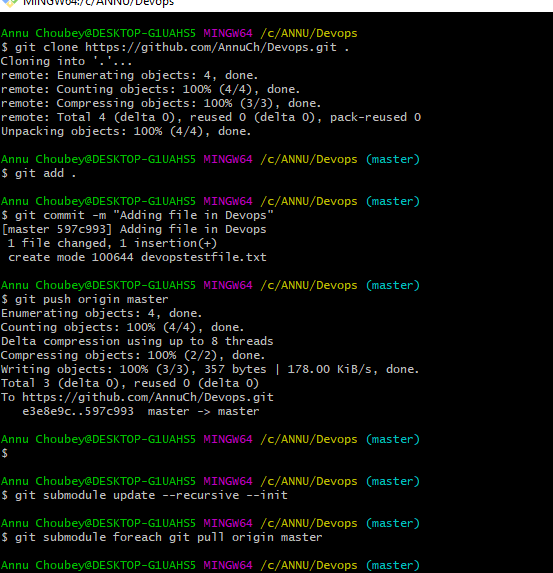 MINGW64:/c/ANNU/Devops
Annu Choubey@DESKTOP-G1UAHS5 MINGW64 /c/ANNU/Devops
$ git clone https://github.com/AnnuCh/Devops.git .
Cloning into '.'...
remote: Enumerating objects: 4, done.
remote: Counting objects: 100% (4/4), done.
remote: Compressing objects: 100% (3/3), done.
remote: Total 4 (delta 0), reused 0 (delta 0), pack-reused 0
Unpacking objects: 100% (4/4), done.
Annu Choubey@DESKTOP-G1UAHS5 MINGW64 /c/ANNU/Devops (master)
$ git add .
Annu Choubey@DESKTOP-G1UAHS5 MINGW64 /c/ANNU/Devops (master)
$ git commit -m "Adding file in Devops"
[master 597c993] Adding file in Devops
 1 file changed, 1 insertion(+)
 create mode 100644 devopstestfile.txt
Annu Choubey@DESKTOP-G1UAHS5 MINGW64 /c/ANNU/Devops (master)
$ git push origin master
Enumerating objects: 4, done.
Counting objects: 100% (4/4), done.
Delta compression using up to 8 threads
Compressing objects: 100% (2/2), done.
Writing objects: 100% (3/3), 357 bytes | 178.00 KiB/s, done.
Total 3 (delta 0), reused 0 (delta 0)
To https://github.com/AnnuCh/Devops.git
   e3e8e9c..597c993  master -> master
Annu Choubey@DESKTOP-G1UAHS5 MINGW64 /c/ANNU/Devops (master)
$
Annu Choubey@DESKTOP-G1UAHS5 MINGW64 /c/ANNU/Devops (master)
$ git submodule update --recursive --init
Annu Choubey@DESKTOP-G1UAHS5 MINGW64 /c/ANNU/Devops (master)
$ git submodule foreach git pull origin master
Annu Choubey@DESKTOP-G1UAHS5 MINGW64 /c/ANNU/Devops (master)